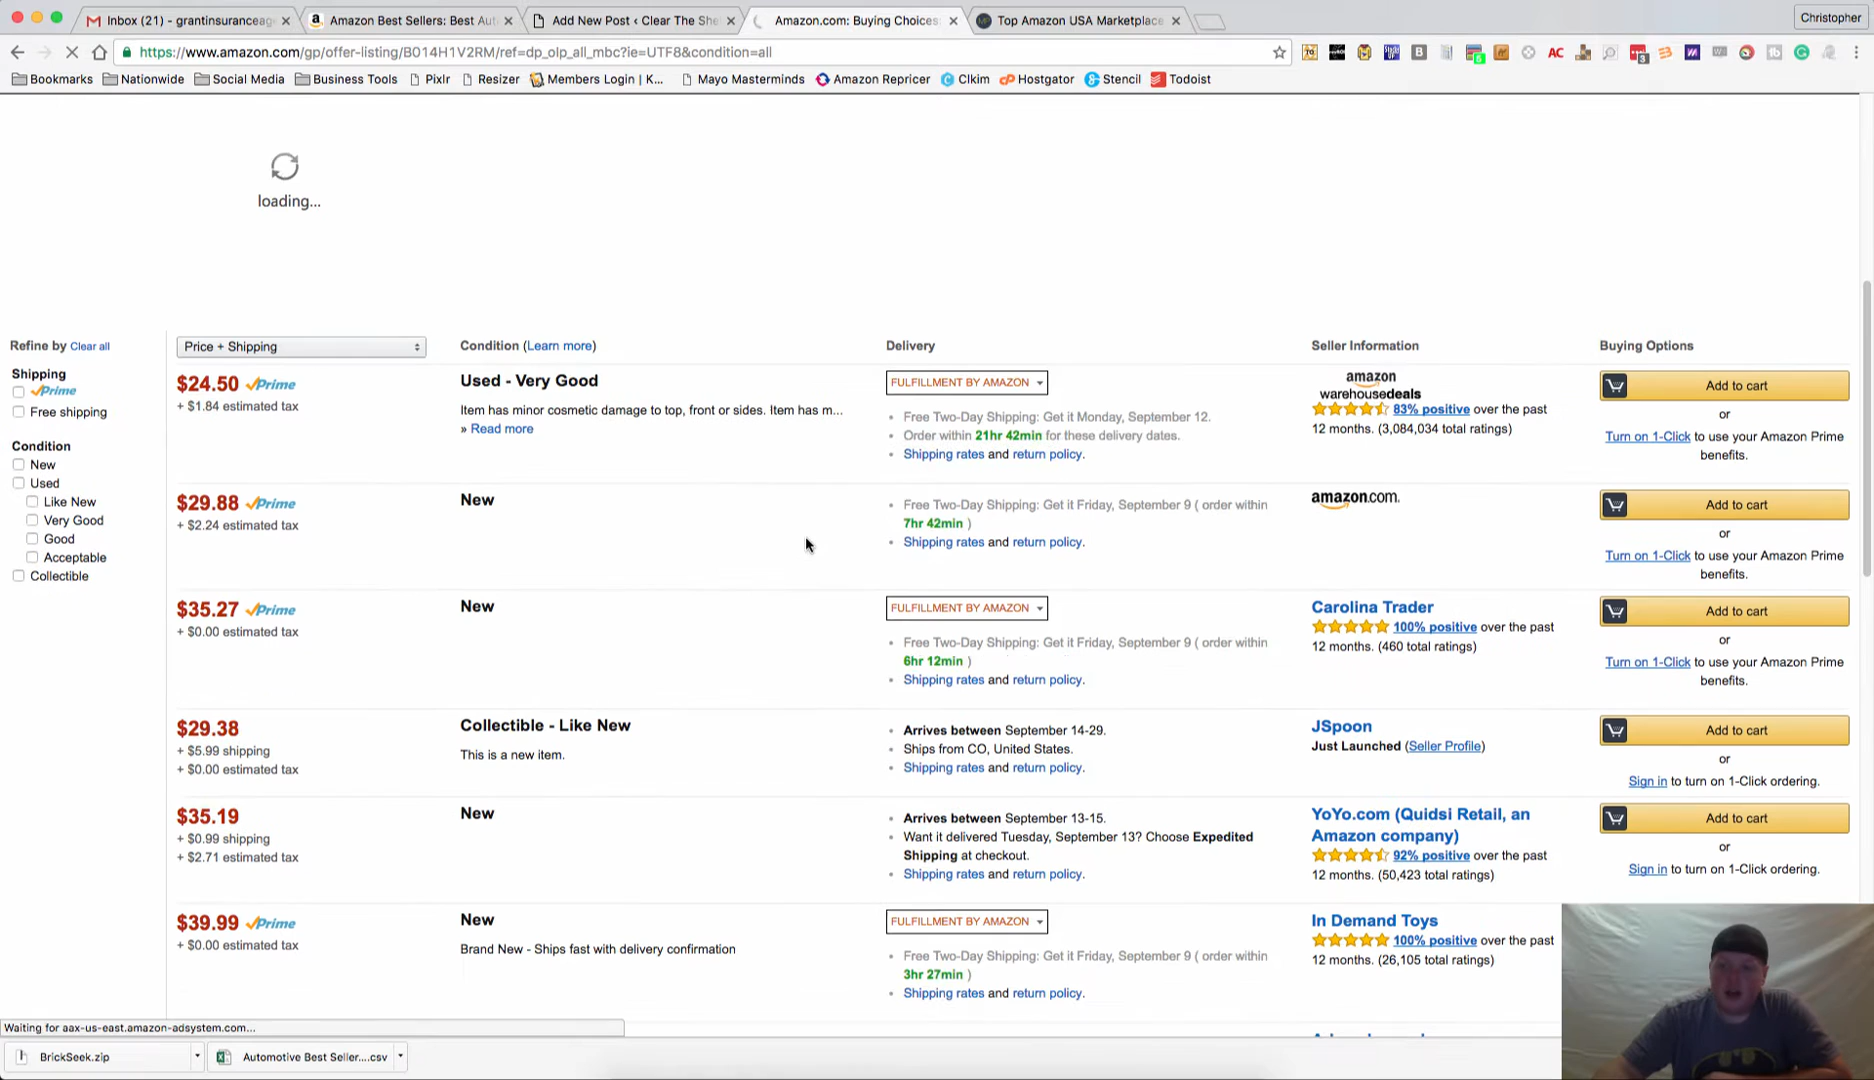 Inbox (21) - grantinsuranceage
Amazon Best Sellers: Best Aut
Add New Post ‹ Clear The She
Amazon.com: Buying Choices:
Top Amazon USA Marketplace
Christopher
https://www.amazon.com/gp/offer-listing/B014H1V2RM/ref=dp_olp_all_mbc?ie=UTF8&condition=all
Bookmarks Nationwide Social Media Business Tools Pixlr Resizer Members Login | K... Mayo Masterminds Amazon Repricer Clkim Hostgator Stencil Todoist
loading...
Refine by Clear all
Shipping
Prime
Free shipping
Condition
New
Used
Like New
Very Good
Good
Acceptable
Collectible
Price + Shipping
Condition (Learn more)
Delivery
Seller Information
Buying Options
$24.50 Prime
+ $1.84 estimated tax
Used - Very Good
Item has minor cosmetic damage to top, front or sides. Item has m...
» Read more
FULFILLMENT BY AMAZON
Free Two-Day Shipping: Get it Monday, September 12.
Order within 21hr 42min for these delivery dates.
Shipping rates and return policy.
amazon
warehousedeals
83% positive over the past
12 months. (3,084,034 total ratings)
Add to cart
or
Turn on 1-Click to use your Amazon Prime
benefits.
$29.88 Prime
+ $2.24 estimated tax
New
Free Two-Day Shipping: Get it Friday, September 9 ( order within
7hr 42min )
Shipping rates and return policy.
amazon.com.
Add to cart
or
Turn on 1-Click to use your Amazon Prime
benefits.
$35.27 Prime
+ $0.00 estimated tax
New
FULFILLMENT BY AMAZON
Free Two-Day Shipping: Get it Friday, September 9 ( order within
6hr 12min )
Shipping rates and return policy.
Carolina Trader
100% positive over the past
12 months. (460 total ratings)
Add to cart
or
Turn on 1-Click to use your Amazon Prime
benefits.
$29.38
+ $5.99 shipping
+ $0.00 estimated tax
Collectible - Like New
This is a new item.
Arrives between September 14-29.
Ships from CO, United States.
Shipping rates and return policy.
JSpoon
Just Launched (Seller Profile)
Add to cart
or
Sign in to turn on 1-Click ordering.
$35.19
+ $0.99 shipping
+ $2.71 estimated tax
New
Arrives between September 13-15.
Want it delivered Tuesday, September 13? Choose Expedited
Shipping at checkout.
Shipping rates and return policy.
YoYo.com (Quidsi Retail, an
Amazon company)
92% positive over the past
12 months. (50,423 total ratings)
Add to cart
or
Sign in to turn on 1-Click ordering.
$39.99 Prime
+ $0.00 estimated tax
New
Brand New - Ships fast with delivery confirmation
FULFILLMENT BY AMAZON
Free Two-Day Shipping: Get it Friday, September 9 ( order within
3hr 27min )
Shipping rates and return policy.
In Demand Toys
100% positive over the past
12 months. (26,105 total ratings)
Waiting for aax-us-east.amazon-adsystem.com...
BrickSeek.zip
Automotive Best Seller....csv